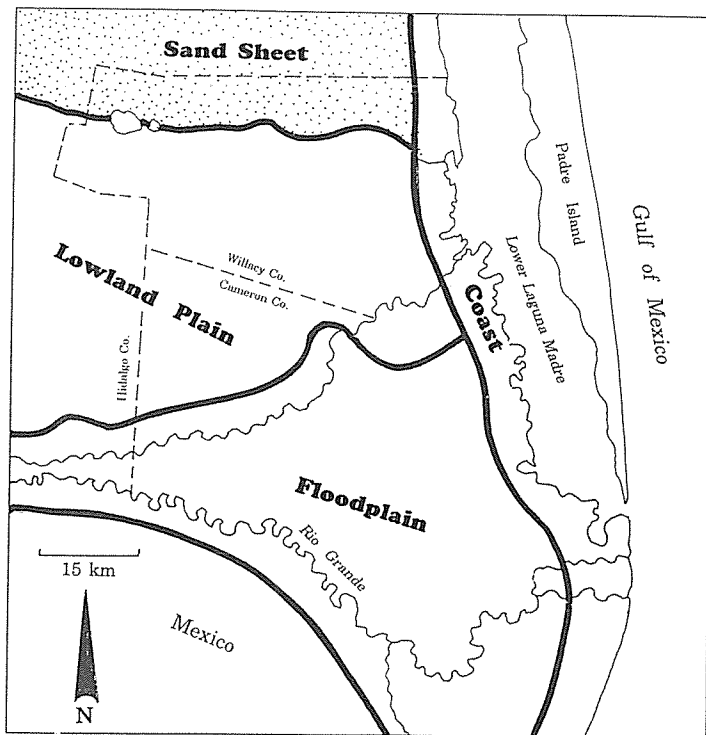 Sand Sheet
Padre Island
Gulf of Mexico
Willacy Co.
Cameron Co.
Lowland Plain
Coast
Lower Laguna Madre
Hidalgo Co.
Floodplain
Rio Grande
15 km
Mexico
N